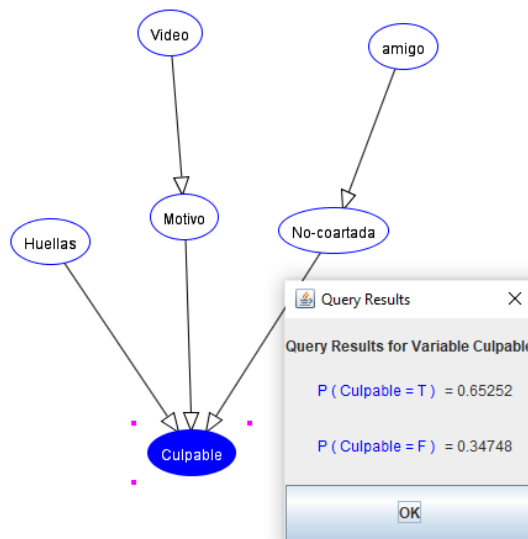 Video
amigo
Motivo
No-coartada
Huellas
Query Results
Query Results for Variable Culpable
P ( Culpable = T ) = 0.65252
P ( Culpable = F ) = 0.34748
Culpable
OK